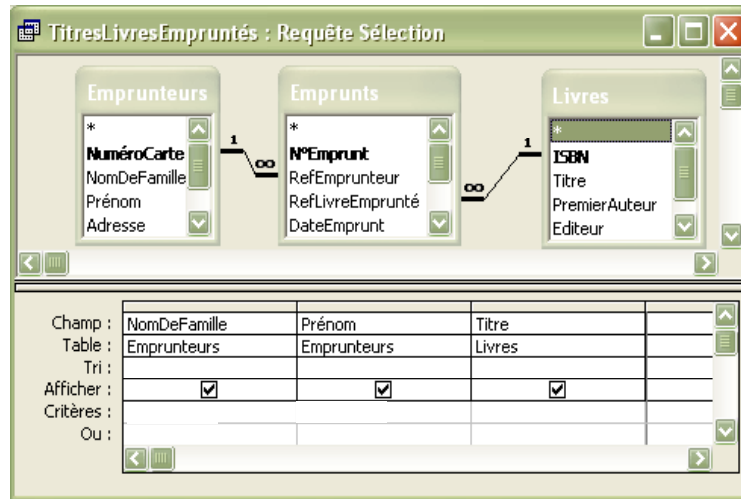 TitresLivresEmpruntés : Requête Sélection
Emprunteurs
*
NuméroCarte
NomDeFamille
Prénom
Adresse
1
∞
Emprunts
*
N°Emprunt
RefEmprunteur
RefLivreEmprunté
DateEmprunt
∞
1
Livres
*
ISBN
Titre
PremierAuteur
Editeur
Champ : NomDeFamille Prénom Titre
Table : Emprunteurs Emprunteurs Livres
Tri :
Afficher :
Critères :
Ou :